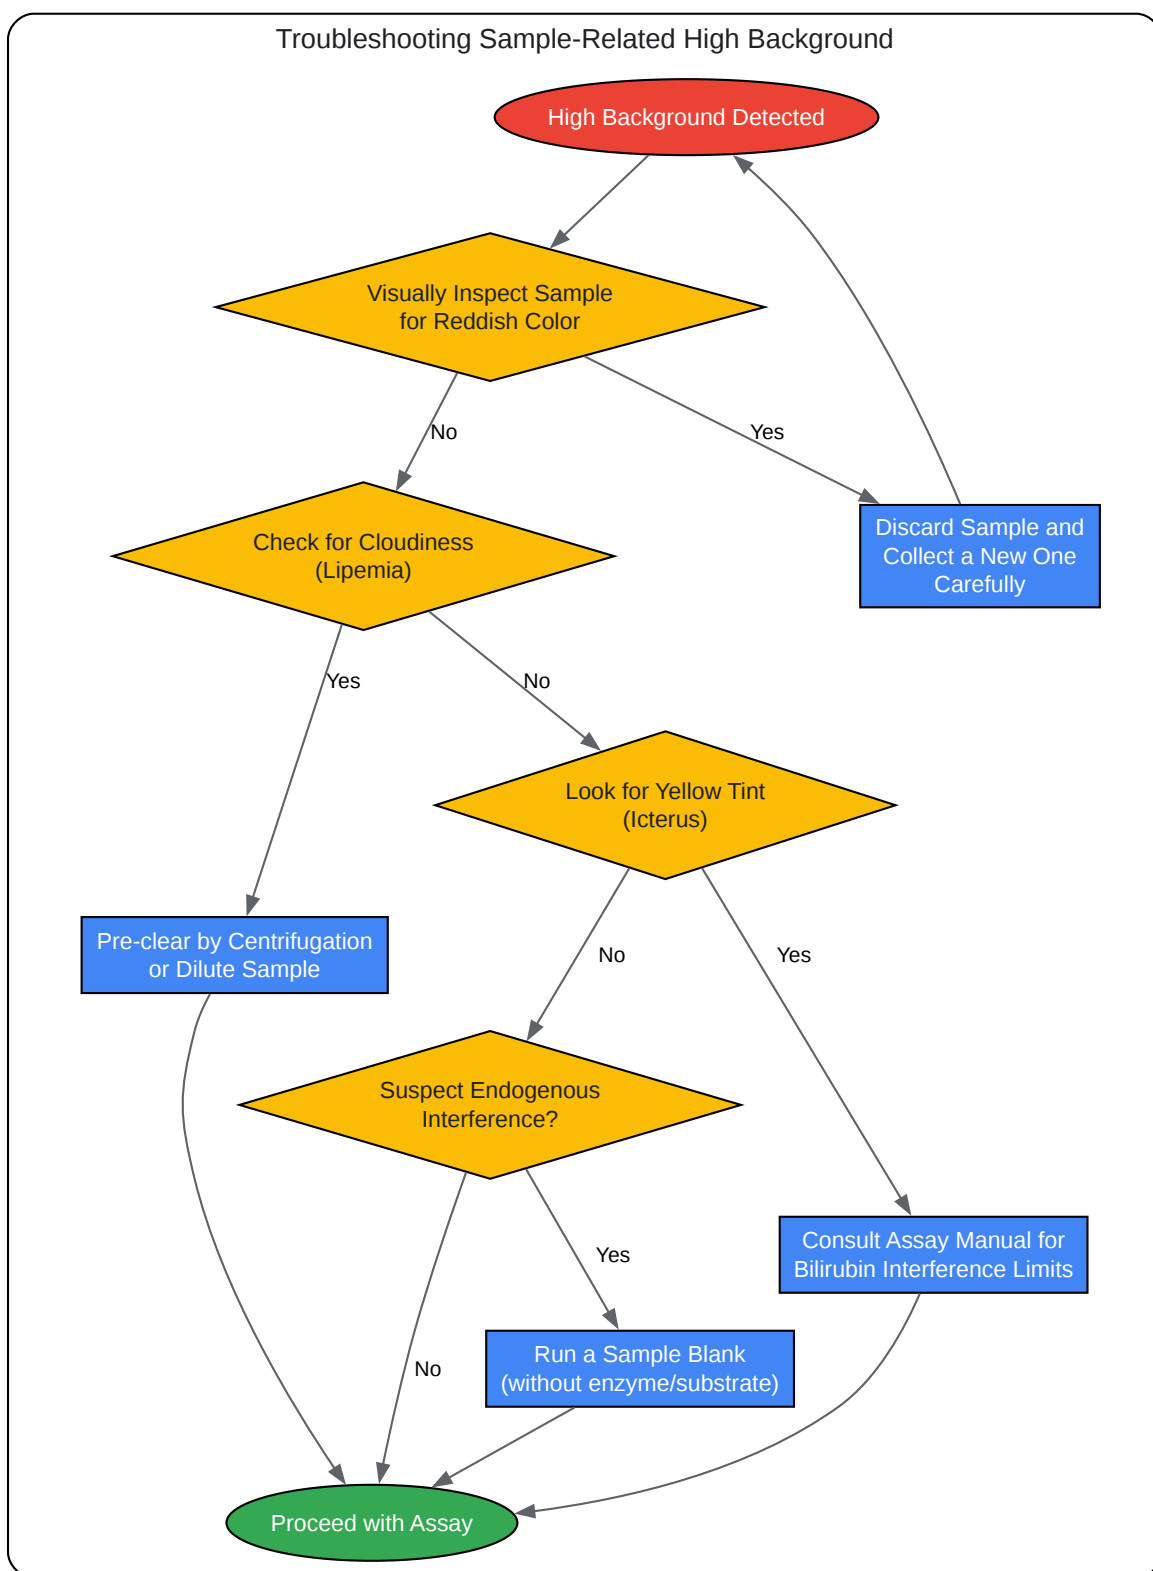 Troubleshooting Sample-Related High Background
High Background Detected
Visually Inspect Sample
for Reddish Color
No
Yes
Discard Sample and
Collect a New One
Carefully
Check for Cloudiness
(Lipemia)
Yes
No
Look for Yellow Tint
(Icterus)
Pre-clear by Centrifugation
or Dilute Sample
No
Yes
Suspect Endogenous
Interference?
Consult Assay Manual for
Bilirubin Interference Limits
Yes
No
Run a Sample Blank
(without enzyme/substrate)
Proceed with Assay